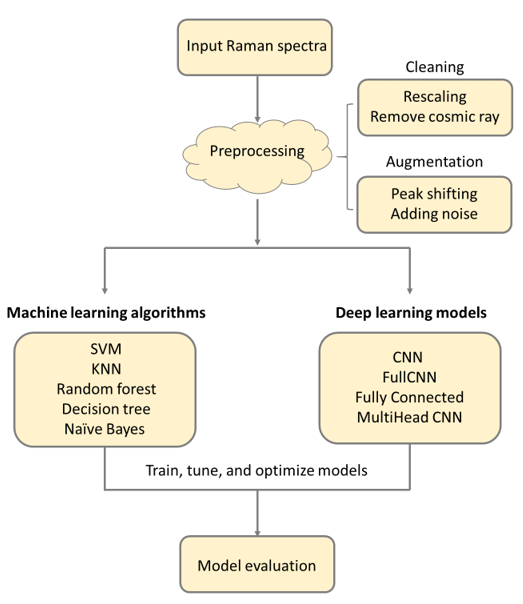 Input Raman spectra
Cleaning
Rescaling
Remove cosmic ray
Preprocessing
Augmentation
Peak shifting
Adding noise
Machine learning algorithms
SVM
KNN
Random forest
Decision tree
Naïve Bayes
Deep learning models
CNN
FullCNN
Fully Connected
MultiHead CNN
Train, tune, and optimize models
Model evaluation